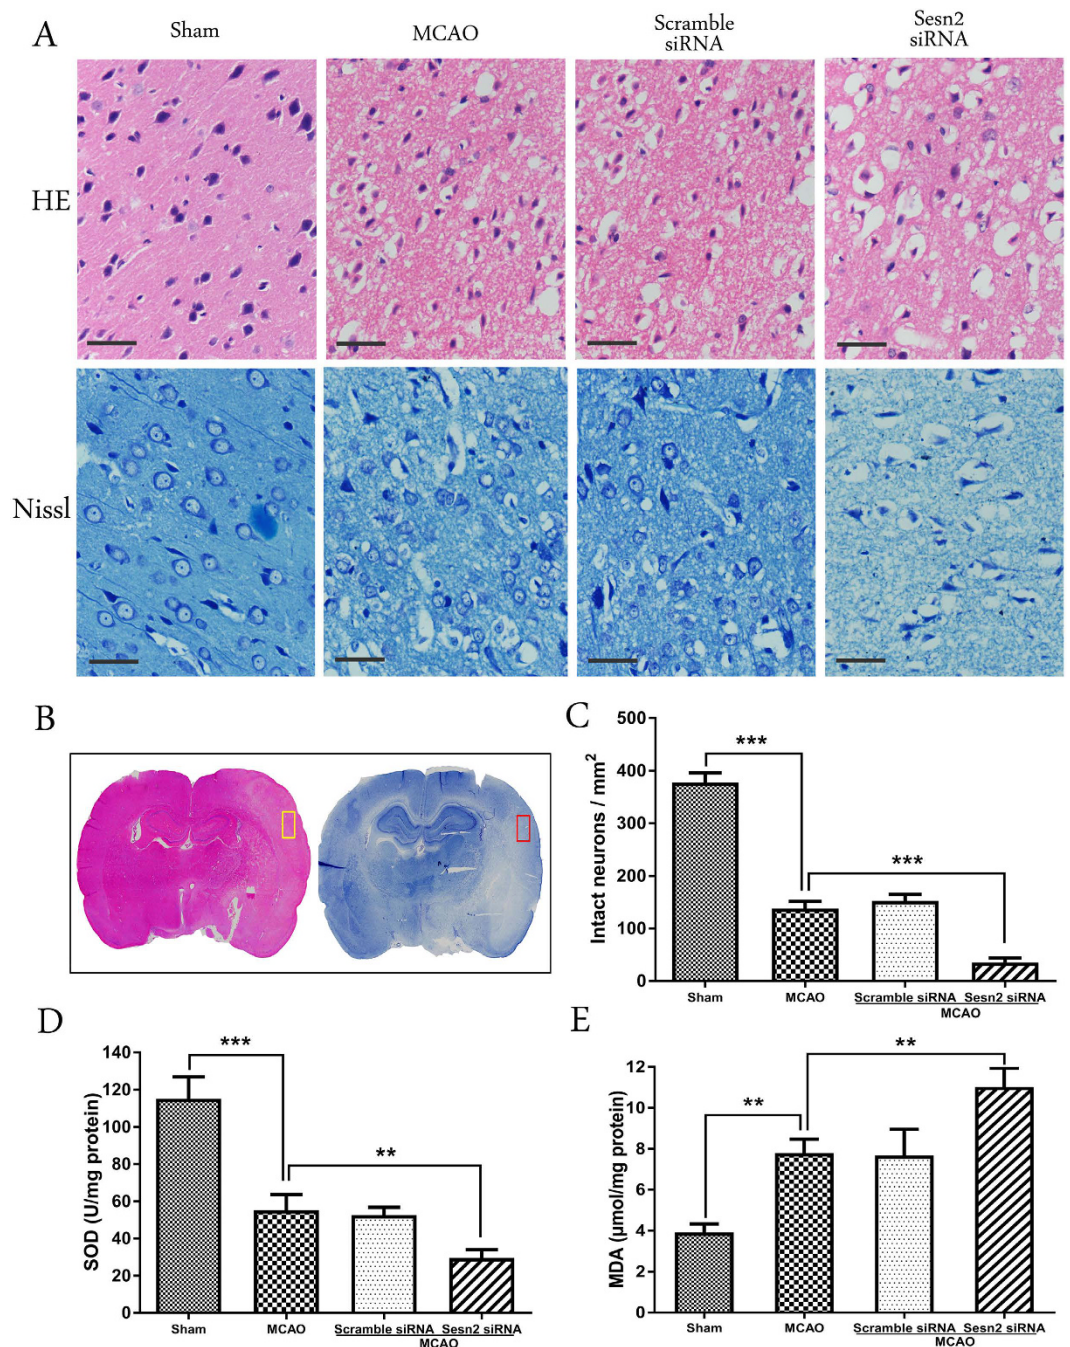 A
Sham
MCAO
Scramble
siRNA
Sesn2
siRNA
HE
Nissl
B
C
Intact neurons / mm²
500
400
300
200
100
0
***
***
Sham
MCAO
Scramble siRNA
Sesn2 siRNA
MCAO
D
SOD (U/mg protein)
140
120
100
80
60
40
20
0
***
**
Sham
MCAO
Scramble siRNA
Sesn2 siRNA
MCAO
E
MDA (μmol/mg protein)
12
10
8
6
4
2
0
**
**
Sham
MCAO
Scramble siRNA
Sesn2 siRNA
MCAO